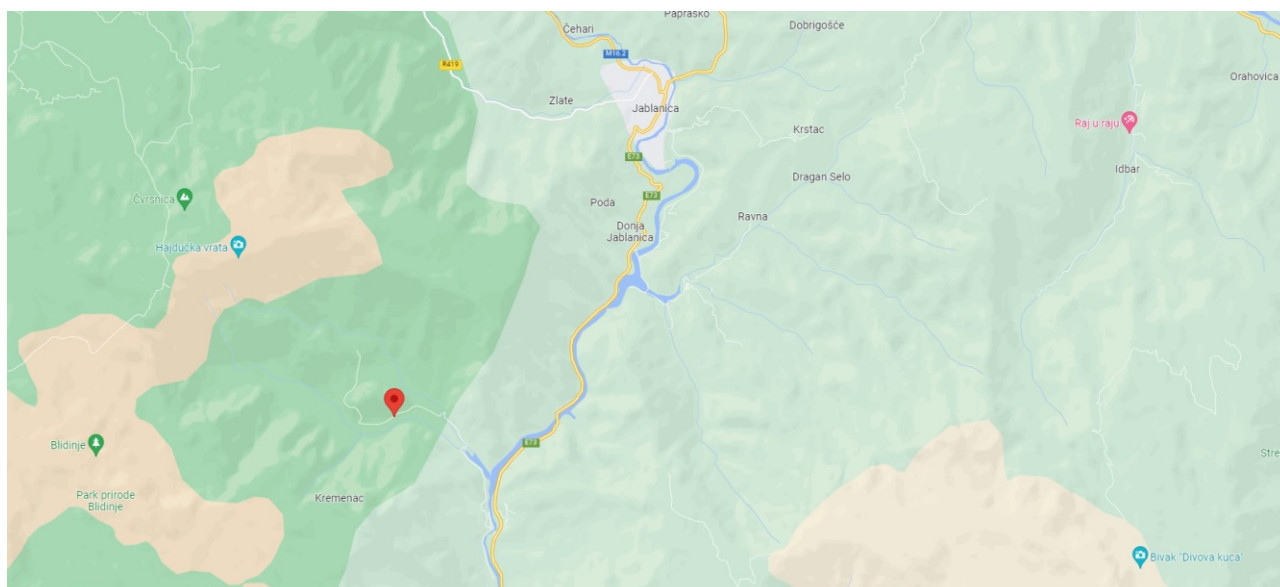 Papraško
Čehari
Dobrigošće
M16.2
R419
Orahovica
Zlate
Jablanica
Raj u raju
Krstac
E73
Idbar
Dragan Selo
Čvrsnica
E73
Poda
Ravna
Donja
Jablanica
Hajdučka vrata
E73
Blidinje
Stre
Park prirode
Blidinje
Kremenac
Bivak "Divova kuća"